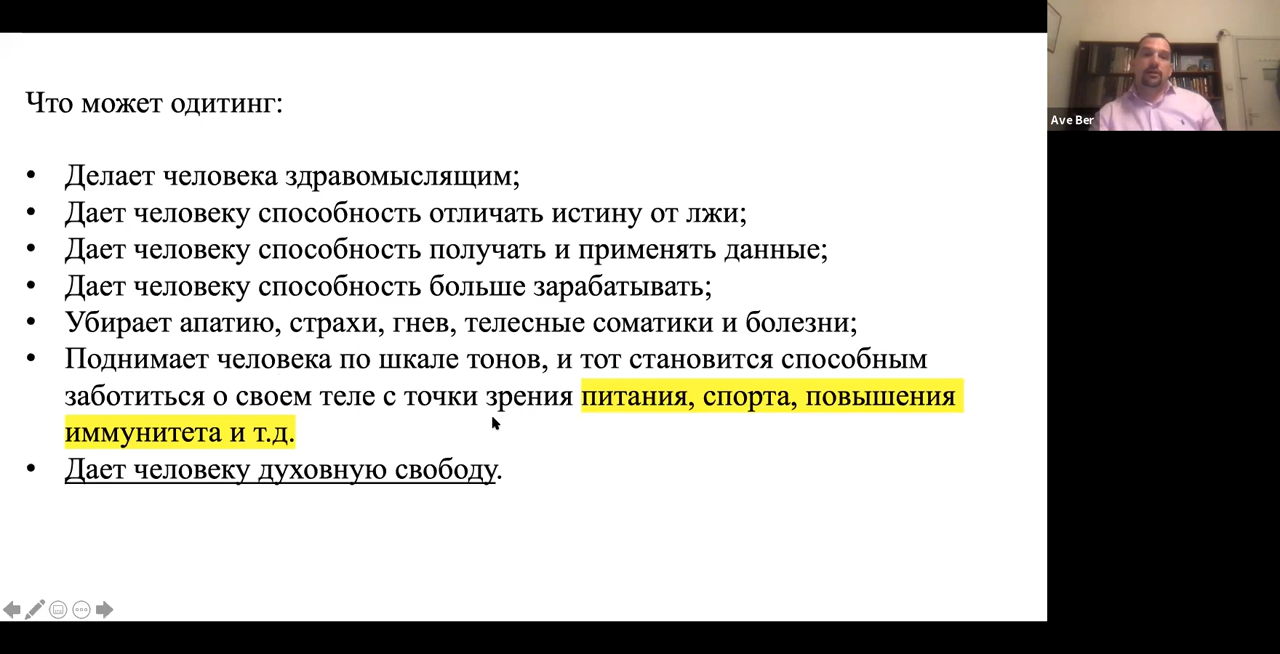 Что может одитинг:
• Делает человека здравомыслящим;
• Дает человеку способность отличать истину от лжи;
• Дает человеку способность получать и применять данные;
• Дает человеку способность больше зарабатывать;
• Убирает апатию, страхи, гнев, телесные соматики и болезни;
• Поднимает человека по шкале тонов, и тот становится способным
заботиться о своем теле с точки зрения питания, спорта, повышения
иммунитета и т.д.
• Дает человеку духовную свободу.
Ave Ber